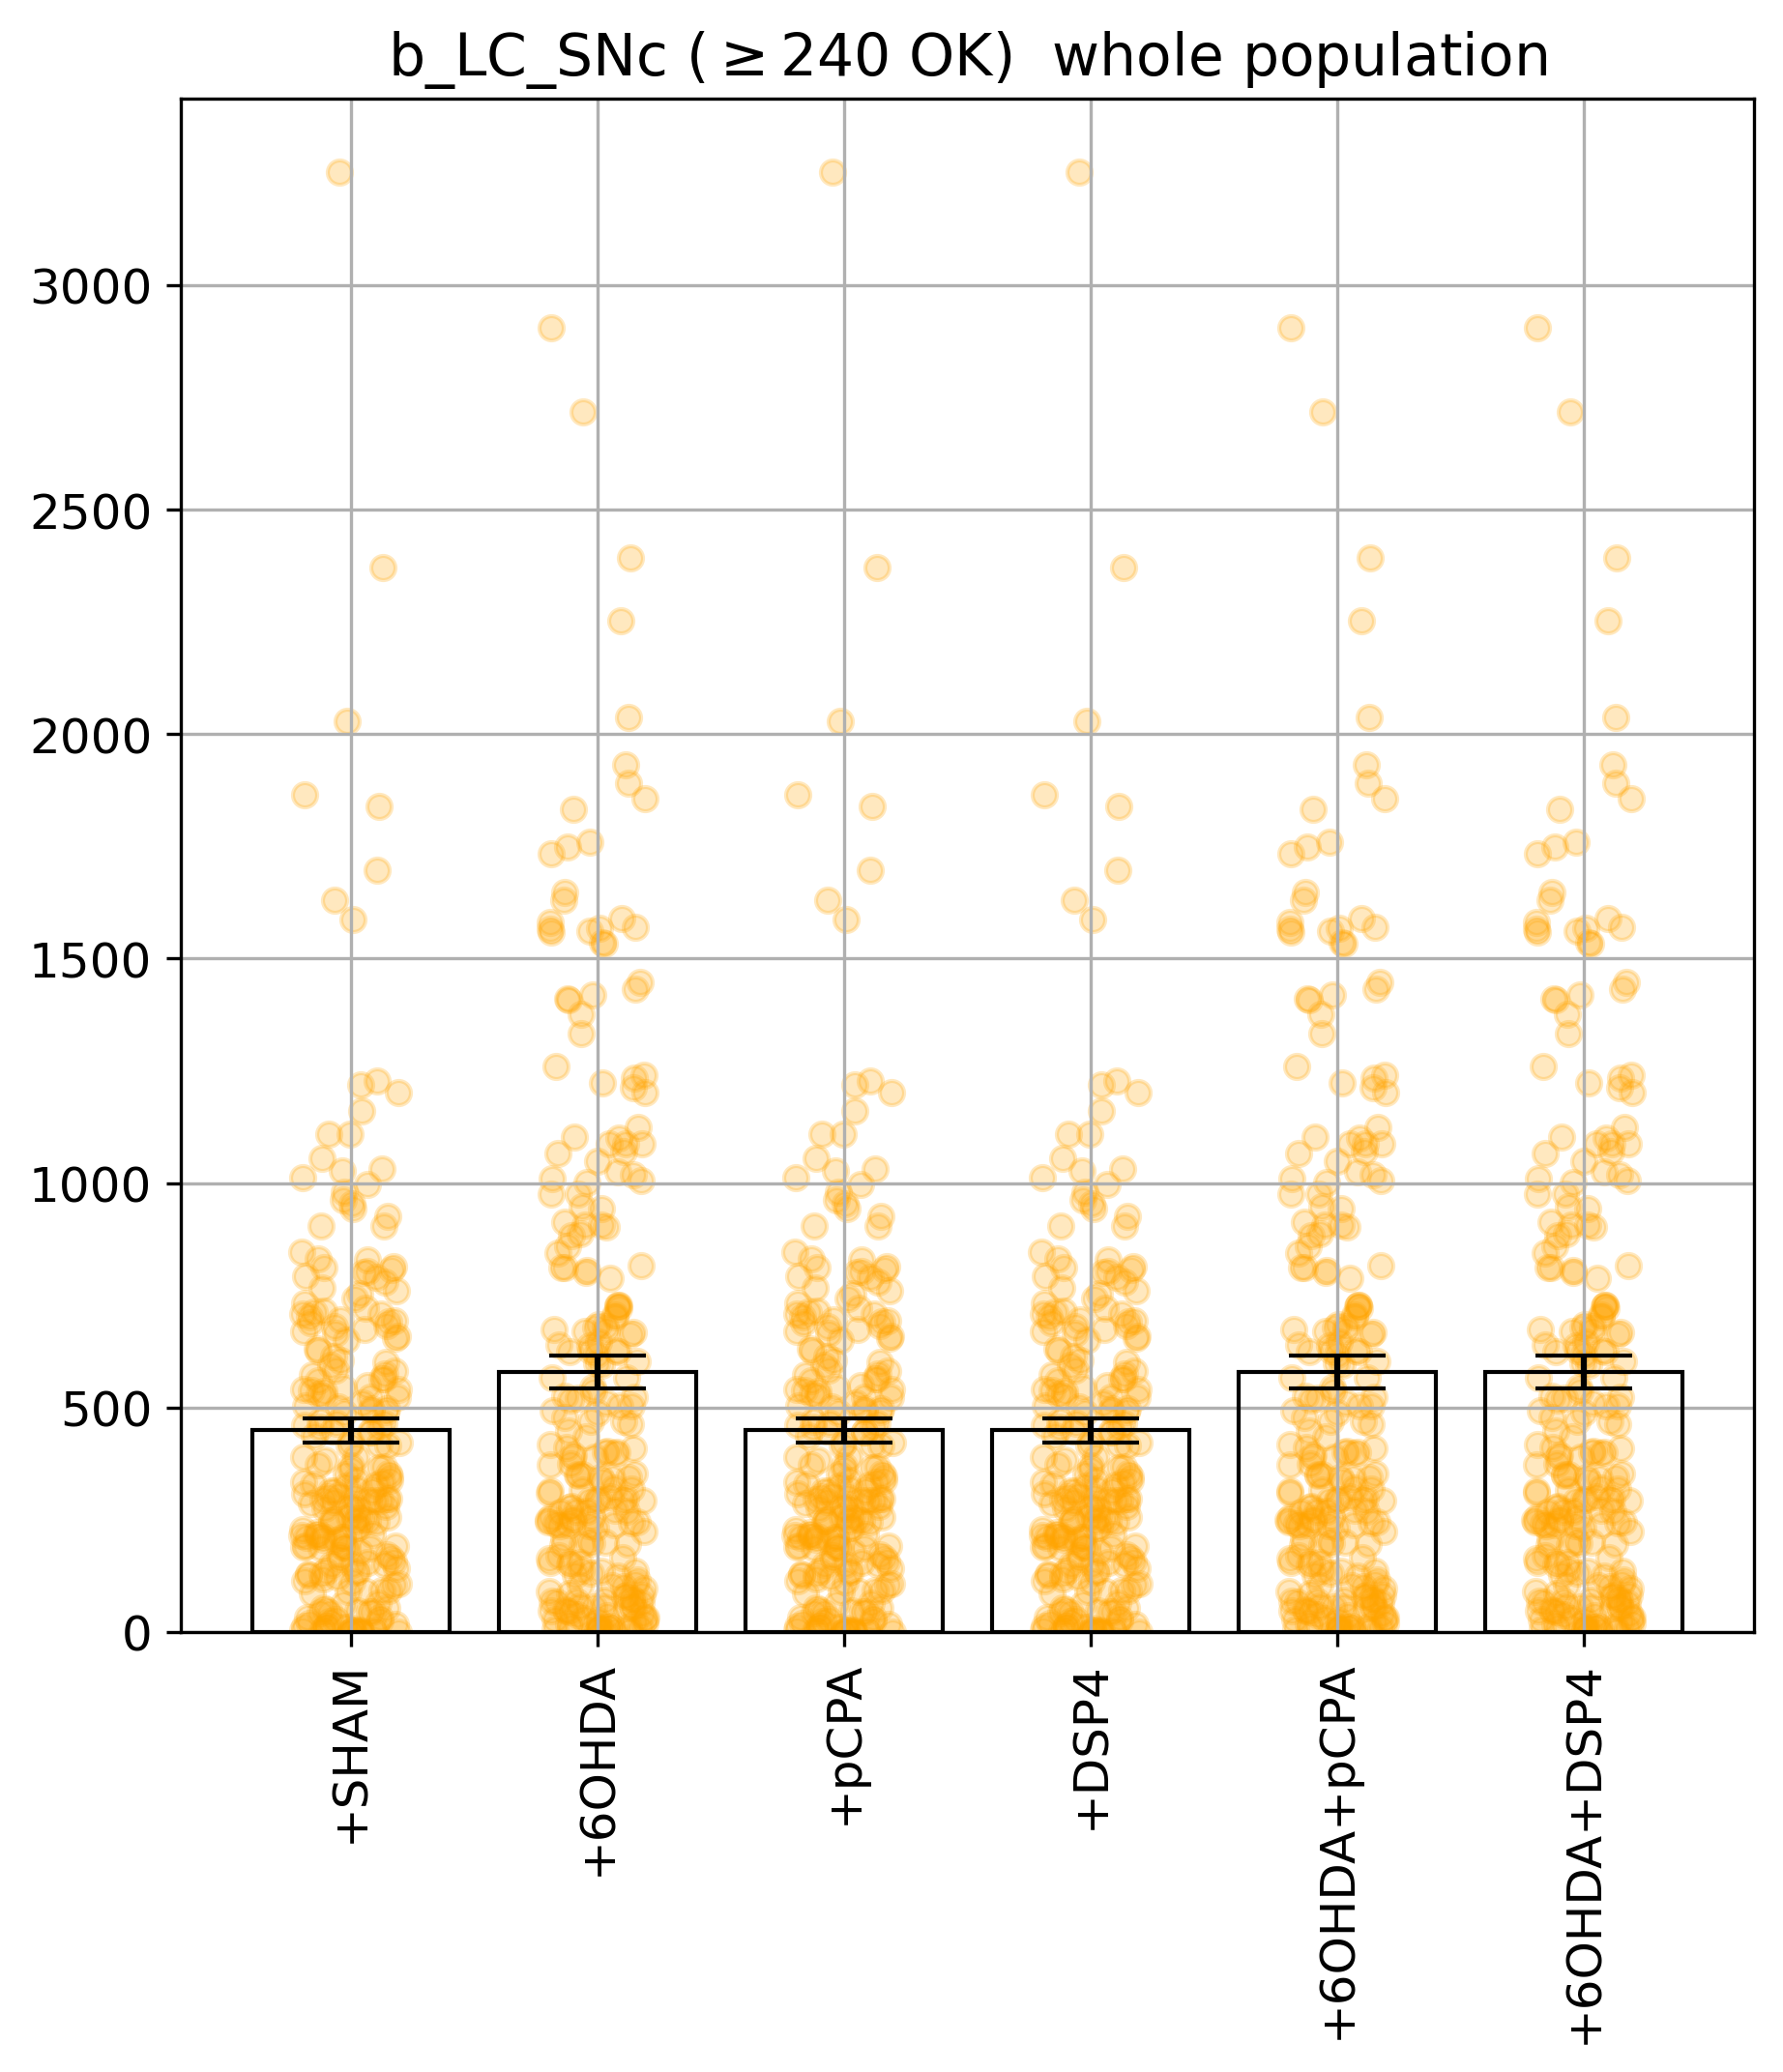 b_LC_SNc (≥240 OK) whole population
3000
2500
2000
1500
1000
500
0
+SHAM
+6OHDA
+pCPA
+DSP4
+6OHDA+pCPA
+6OHDA+DSP4